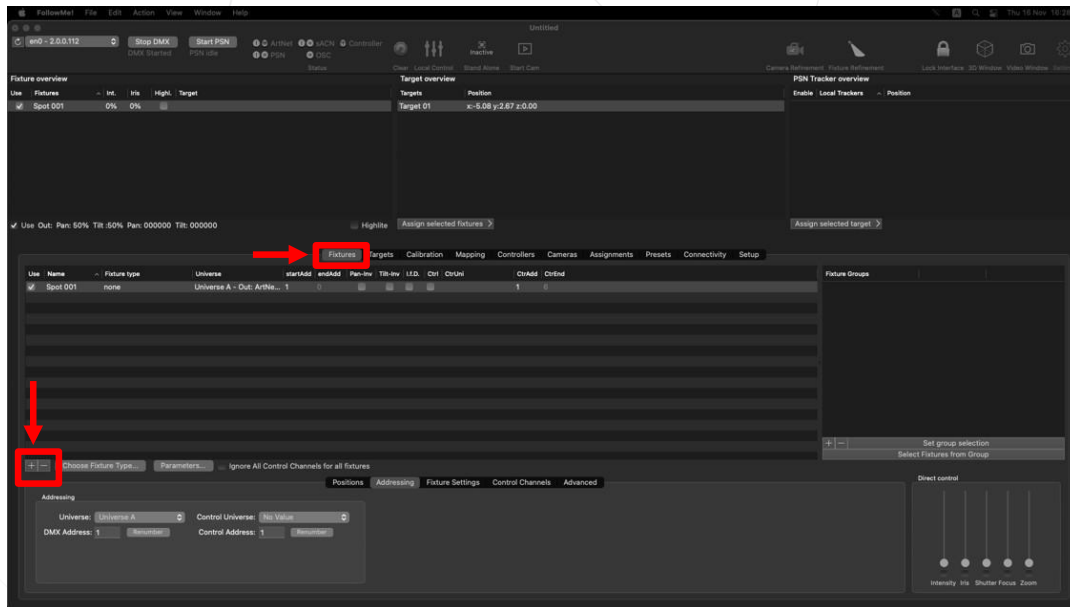 FollowMe! File Edit Action View Window Help Thu 16 Nov
Untitled
en0 - 2.0.0.112 Stop DMX Start PSN ArtNet sACN Controller
DMX Started PSN idle PSN OSC Inactive
Status Clear Local Control Stand Alone Start Cam Camera Refinement Fixture Refinement Lock Interface 3D Window Video Window
Fixture overview Target overview PSN Tracker overview
Use Fixtures Int. Iris Highl. Target Targets Position Enable Local Trackers Position
Spot 001 0% 0% Target 01 x:-5.08 y:2.67 z:0.00
Use Out: Pan: 50% Tilt :50% Pan: 000000 Tilt: 000000 Highlite Assign selected fixtures Assign selected target
Fixtures Targets Calibration Mapping Controllers Cameras Assignments Presets Connectivity Setup
Use Name Fixture type Universe startAdd endAdd Pan-Inv Tilt-Inv I.f.D. Ctrl CtrUni CtrAdd CtrEnd Fixture Groups
Spot 001 none Universe A - Out: ArtNe... 1 0 1 0
+ - Set group selection
Select Fixtures from Group
+ - Choose Fixture Type... Parameters... Ignore All Control Channels for all fixtures
Positions Addressing Fixture Settings Control Channels Advanced Direct control
Addressing
Universe: Universe A Control Universe: No Value
DMX Address: 1 Renumber Control Address: 1 Renumber
Intensity Iris Shutter Focus Zoom